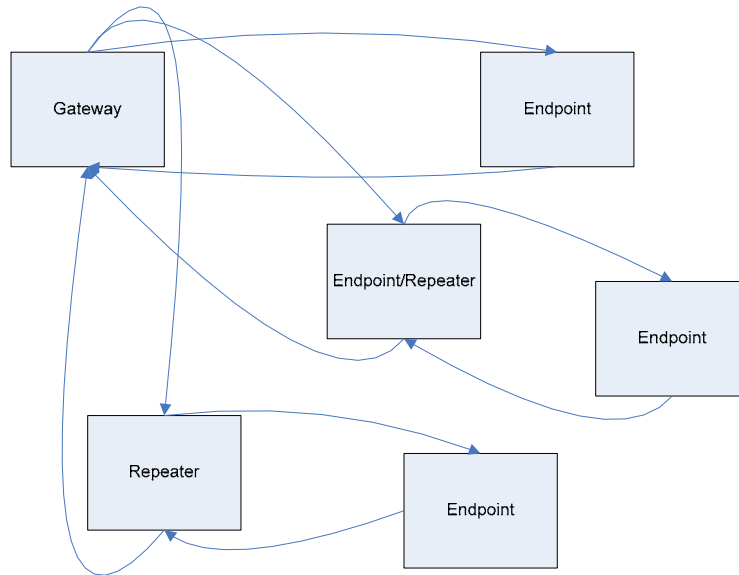 Gateway
Endpoint
Endpoint/Repeater
Endpoint
Repeater
Endpoint